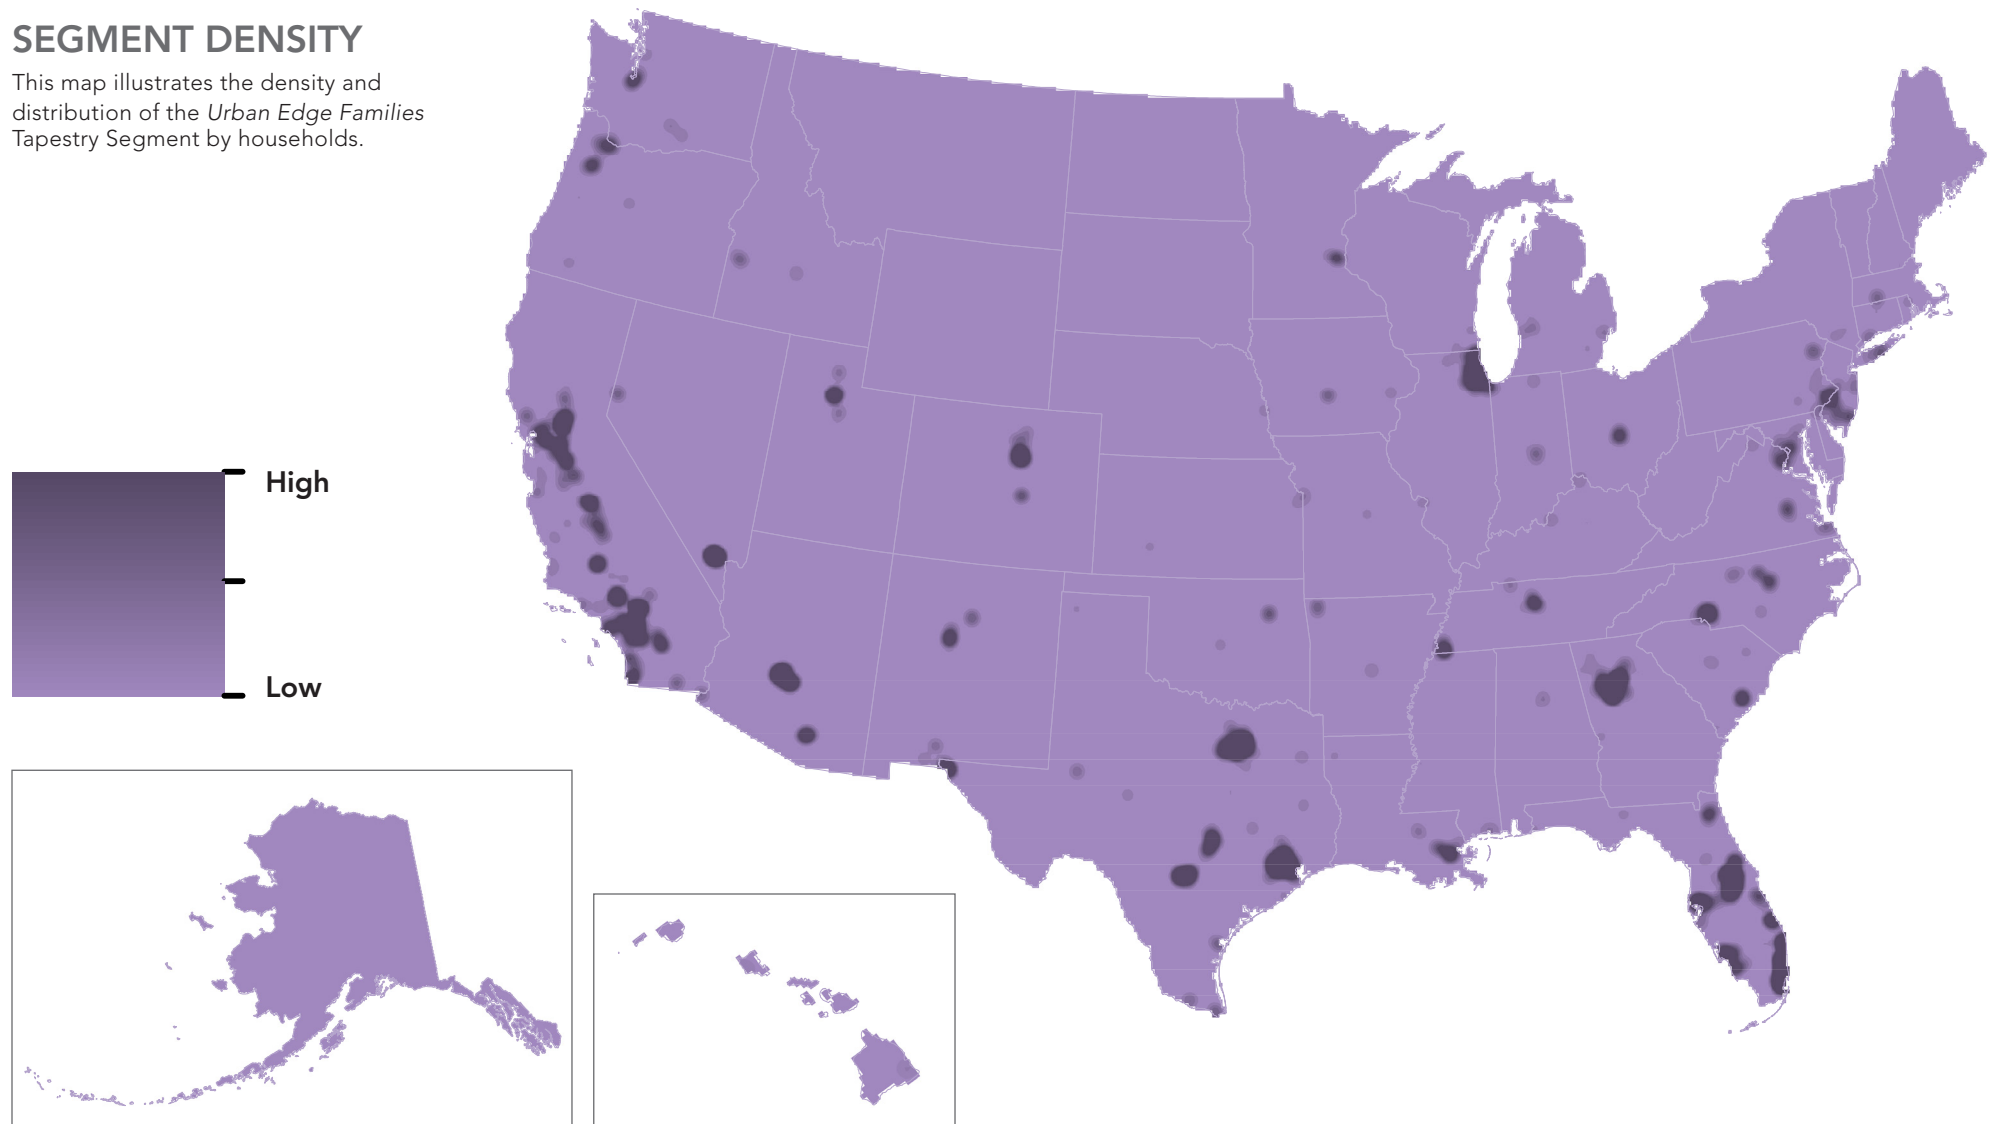 SEGMENT DENSITY
This map illustrates the density and
distribution of the Urban Edge Families
Tapestry Segment by households.
High
Low